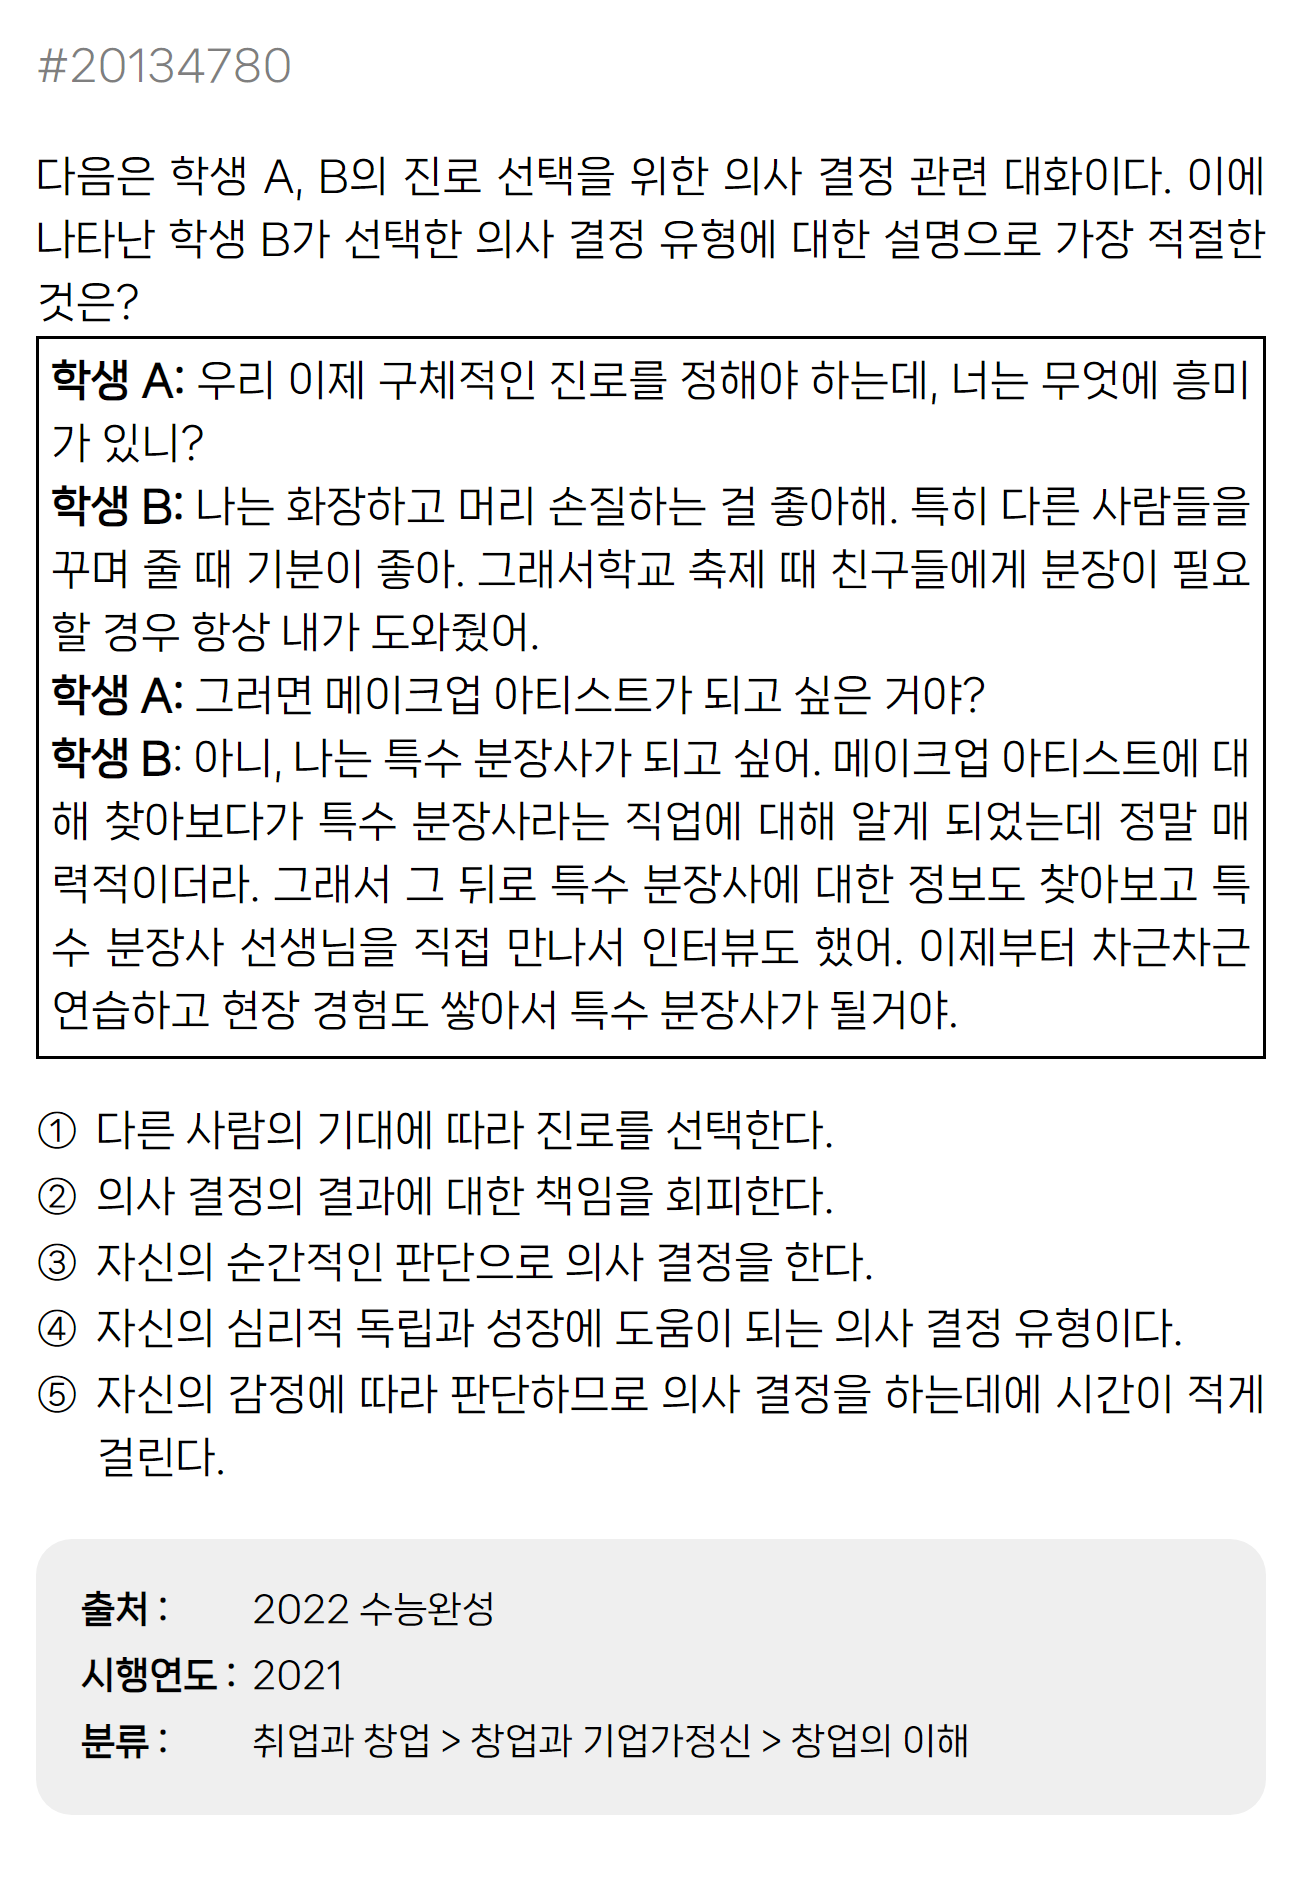 #20134780
다음은 학생 A, B의 진로 선택을 위한 의사 결정 관련 대화이다. 이에
나타난 학생 B가 선택한 의사 결정 유형에 대한 설명으로 가장 적절한
것은?
학생 A: 우리 이제 구체적인 진로를 정해야 하는데, 너는 무엇에 흥미
가 있니?
학생 B: 나는 화장하고 머리 손질하는 걸 좋아해. 특히 다른 사람들을
꾸며 줄 때 기분이 좋아. 그래서학교 축제 때 친구들에게 분장이 필요
할 경우 항상 내가 도와줬어.
학생 A: 그러면 메이크업 아티스트가 되고 싶은 거야?
학생 B: 아니, 나는 특수 분장사가 되고 싶어. 메이크업 아티스트에 대
해 찾아보다가 특수 분장사라는 직업에 대해 알게 되었는데 정말 매
력적이더라. 그래서 그 뒤로 특수 분장사에 대한 정보도 찾아보고 특
수 분장사 선생님을 직접 만나서 인터뷰도 했어. 이제부터 차근차근
연습하고 현장 경험도 쌓아서 특수 분장사가 될거야.
① 다른 사람의 기대에 따라 진로를 선택한다.
② 의사 결정의 결과에 대한 책임을 회피한다.
③ 자신의 순간적인 판단으로 의사 결정을 한다.
④ 자신의 심리적 독립과 성장에 도움이 되는 의사 결정 유형이다.
⑤ 자신의 감정에 따라 판단하므로 의사 결정을 하는데에 시간이 적게
걸린다.
출처 : 2022 수능완성
시행연도 : 2021
분류 : 취업과 창업 > 창업과 기업가정신 > 창업의 이해